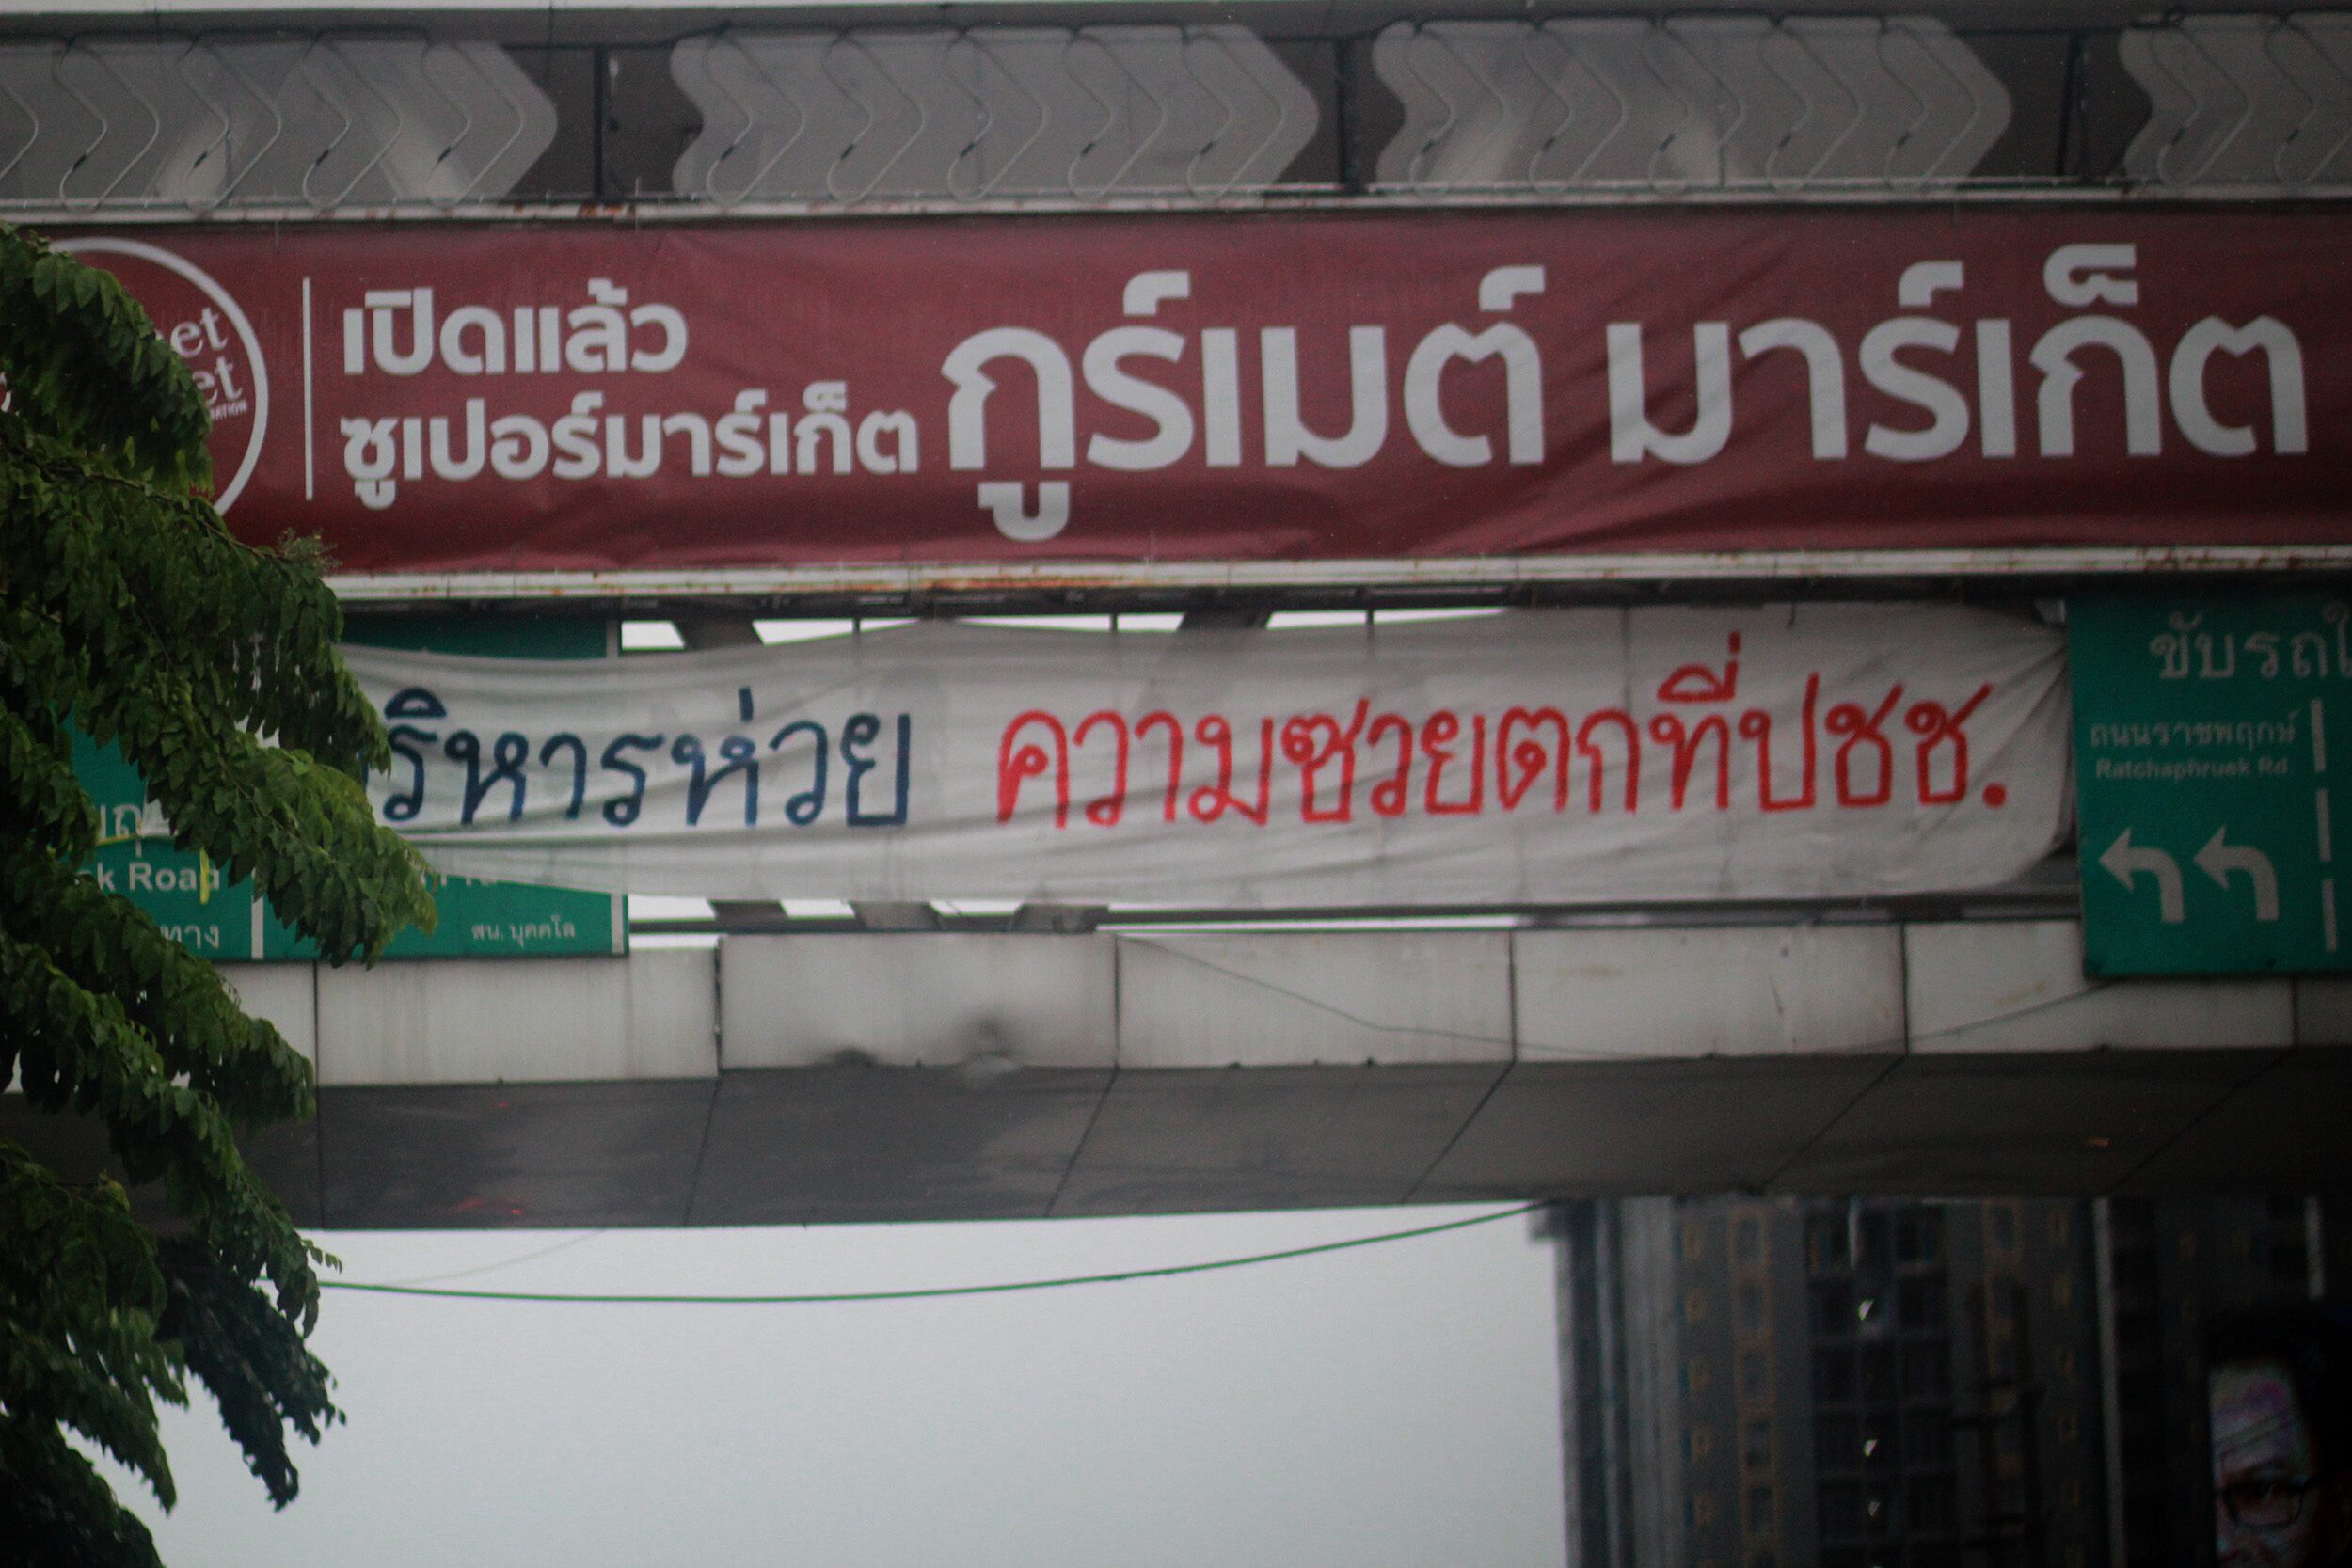 เปิดแล้ว
ซูเปอร์มาร์เก็ต กูร์เมต์ มาร์เก็ต
ริหารห่วย ความซวยตกที่ปชช.
ขับรถ
ถนนราชพฤกษ์
Ratchaphruek Rd.
Road
ทาง
สน. บุคคโล